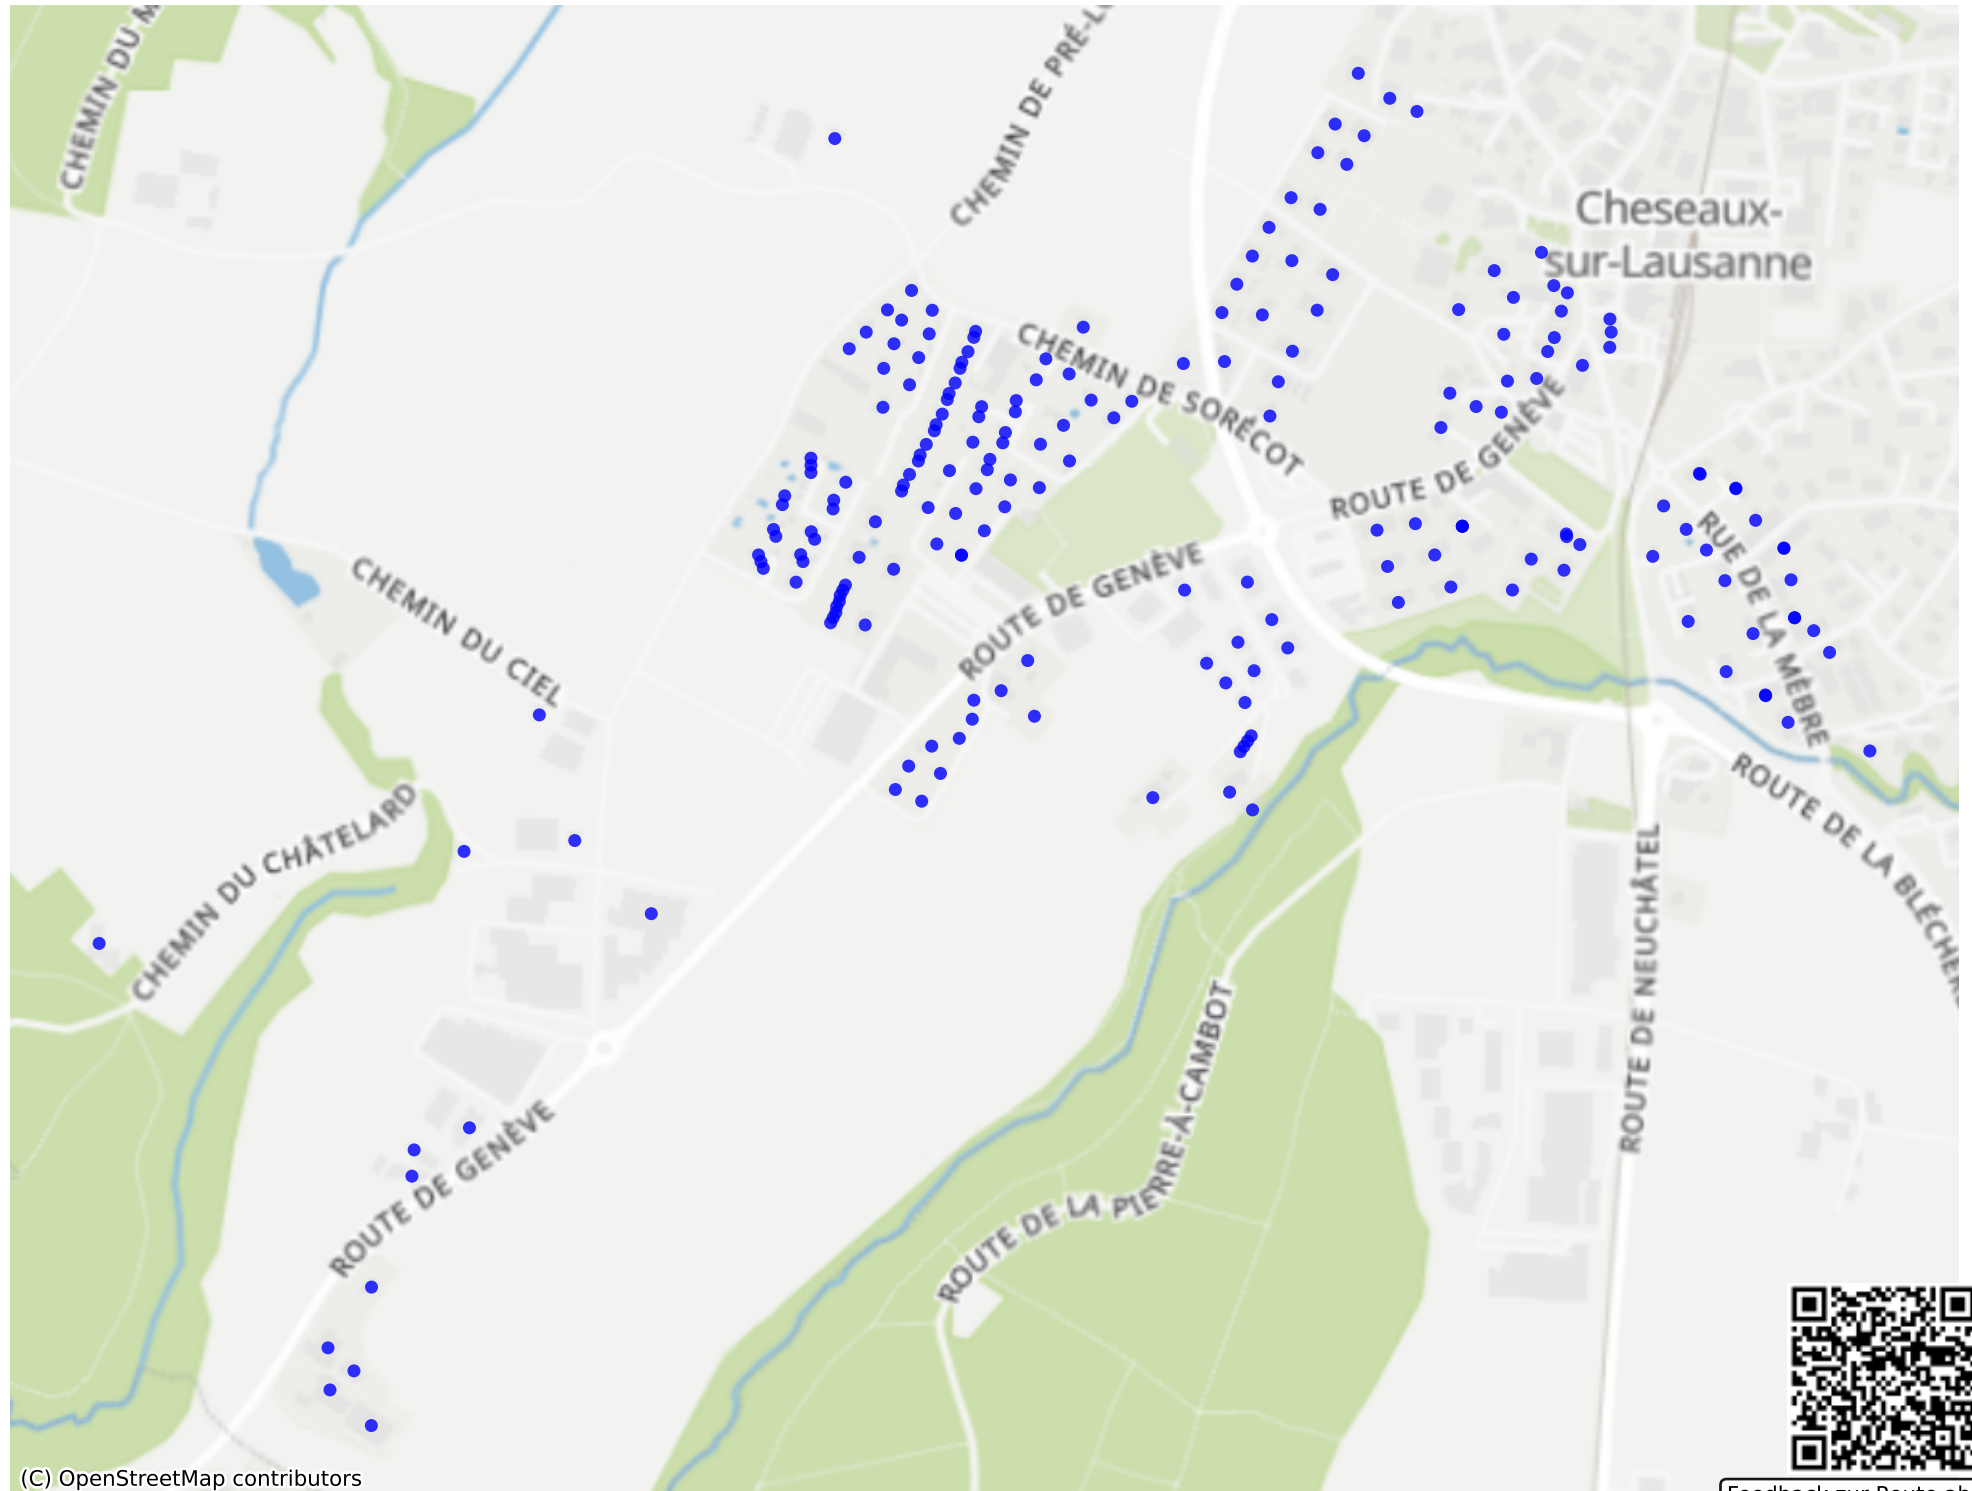 CHEMIN DU M
CHEMIN DE PRÉ-L
Cheseaux-
sur-Lausanne
CHEMIN DE SORÉCOT
ROUTE DE GENÈVE
RUE DE LA MÈBRE
CHEMIN DU CIEL
ROUTE DE GENÈVE
CHEMIN DU CHÂTELARD
ROUTE DE LA BLÉCHER
ROUTE DE NEUCHÂTEL
ROUTE DE LA PIERRE-À-CAMBOT
ROUTE DE GENÈVE
(C) OpenStreetMap contributors